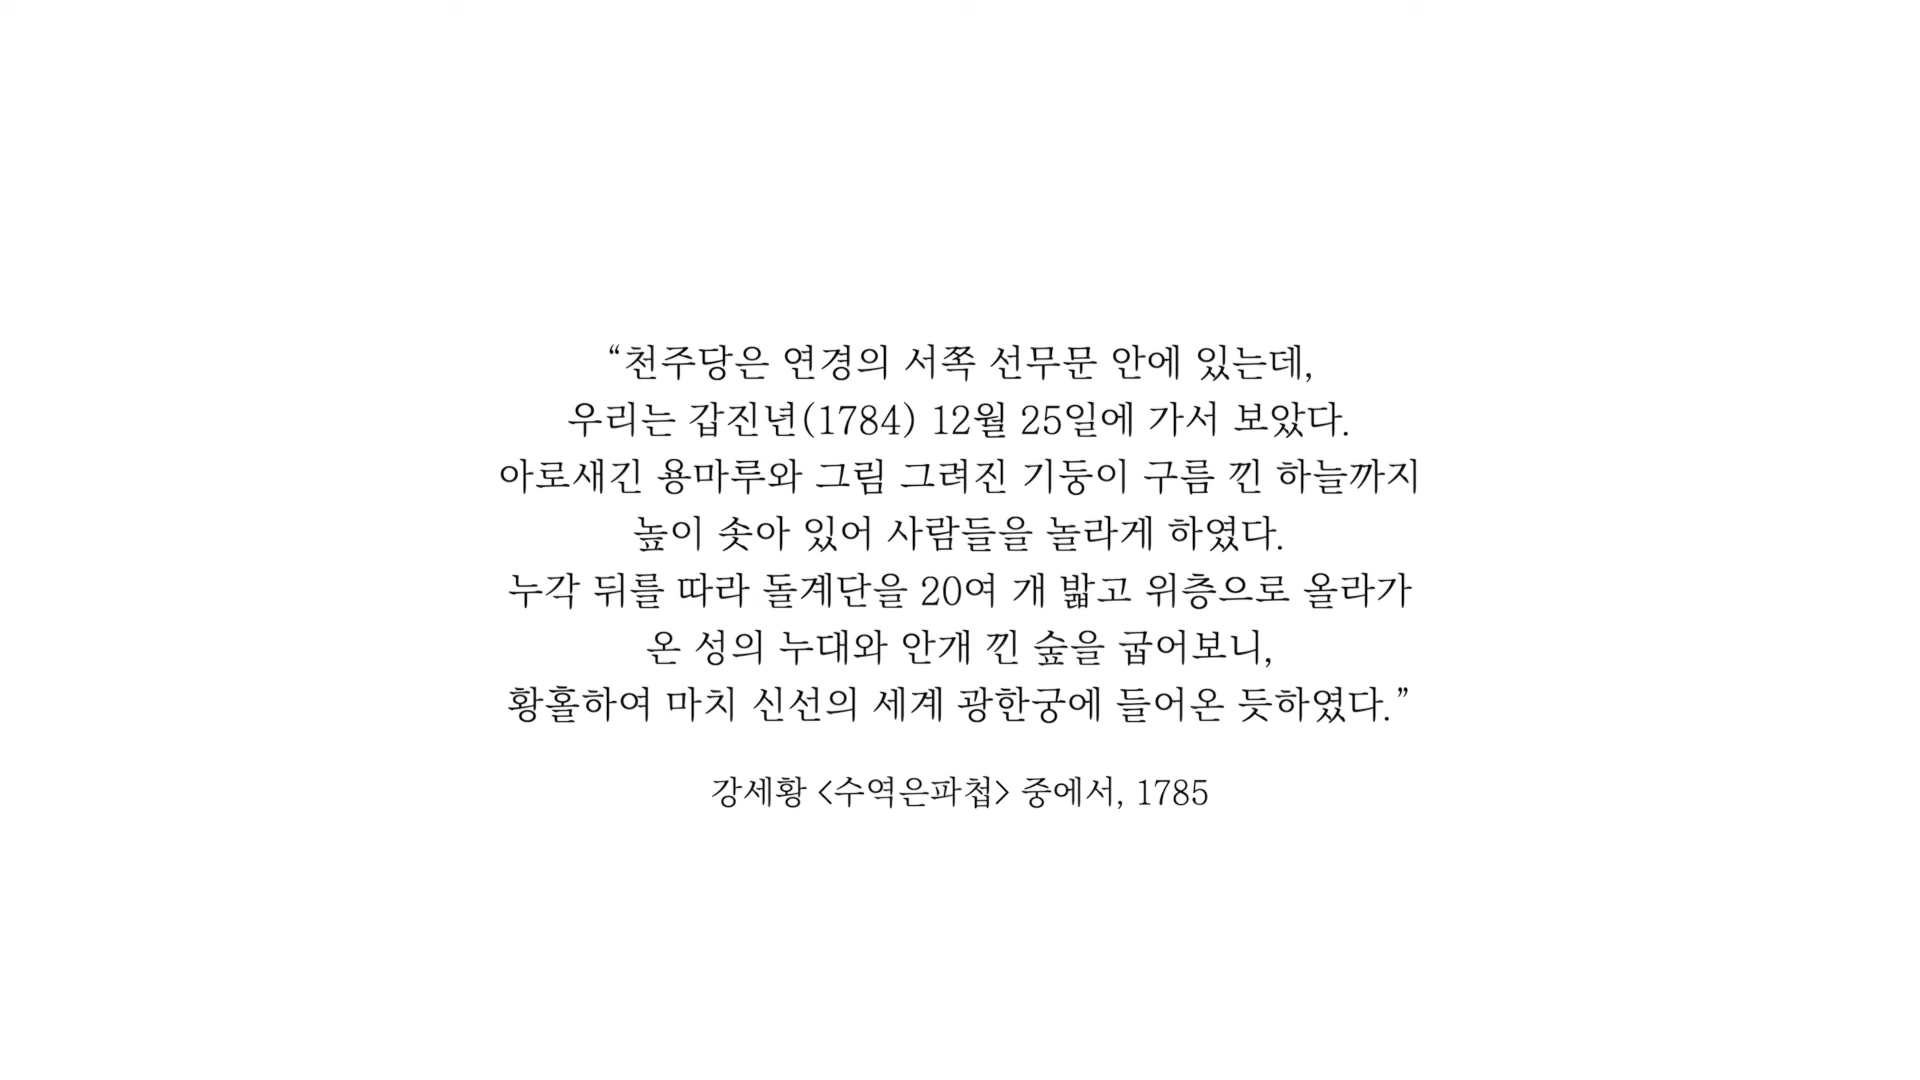 “천주당은 연경의 서쪽 선무문 안에 있는데,
우리는 갑진년(1784) 12월 25일에 가서 보았다.
아로새긴 용마루와 그림 그려진 기둥이 구름 낀 하늘까지
높이 솟아 있어 사람들을 놀라게 하였다.
누각 뒤를 따라 돌계단을 20여 개 밟고 위층으로 올라가
온 성의 누대와 안개 낀 숲을 굽어보니,
황홀하여 마치 신선의 세계 광한궁에 들어온 듯하였다.”
강세황 <수역은파첩> 중에서, 1785